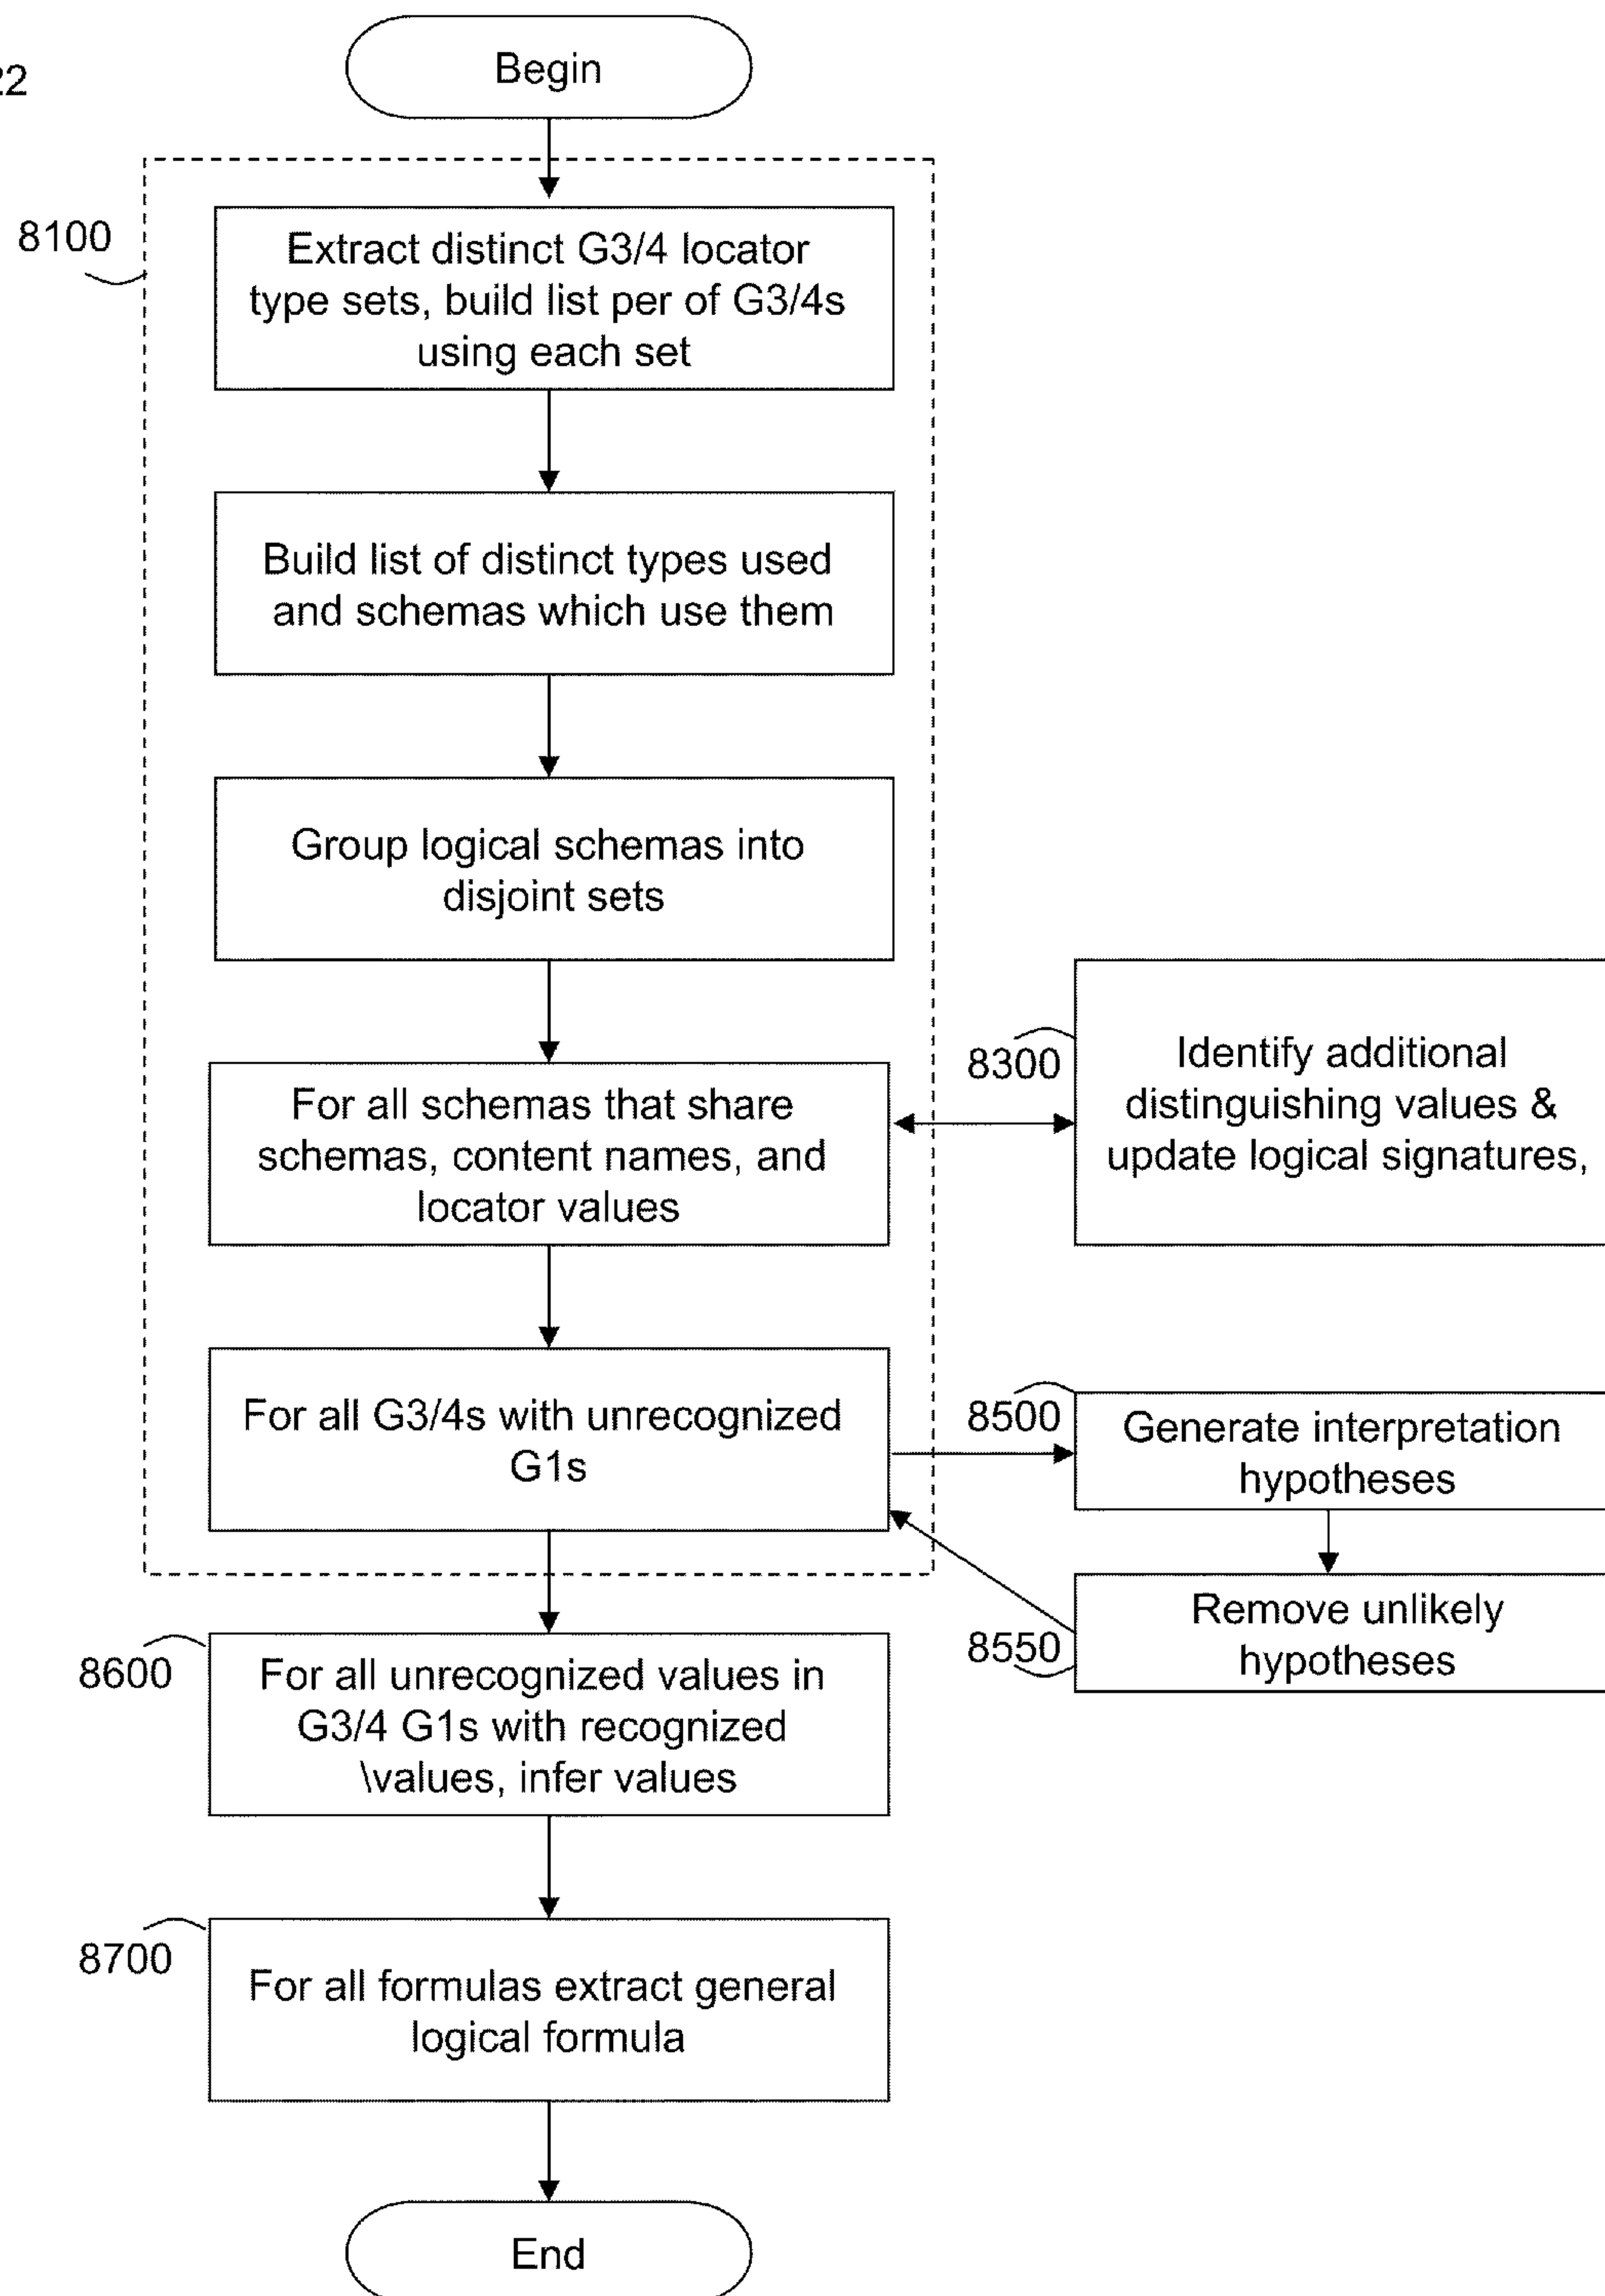 22
Begin
8100
Extract distinct G3/4 locator
type sets, build list per of G3/4s
using each set
Build list of distinct types used
and schemas which use them
Group logical schemas into
disjoint sets
For all schemas that share
schemas, content names, and
locator values
8300
Identify additional
distinguishing values &
update logical signatures,
For all G3/4s with unrecognized
G1s
8500
Generate interpretation
hypotheses
8550
Remove unlikely
hypotheses
8600
For all unrecognized values in
G3/4 G1s with recognized
\values, infer values
8700
For all formulas extract general
logical formula
End